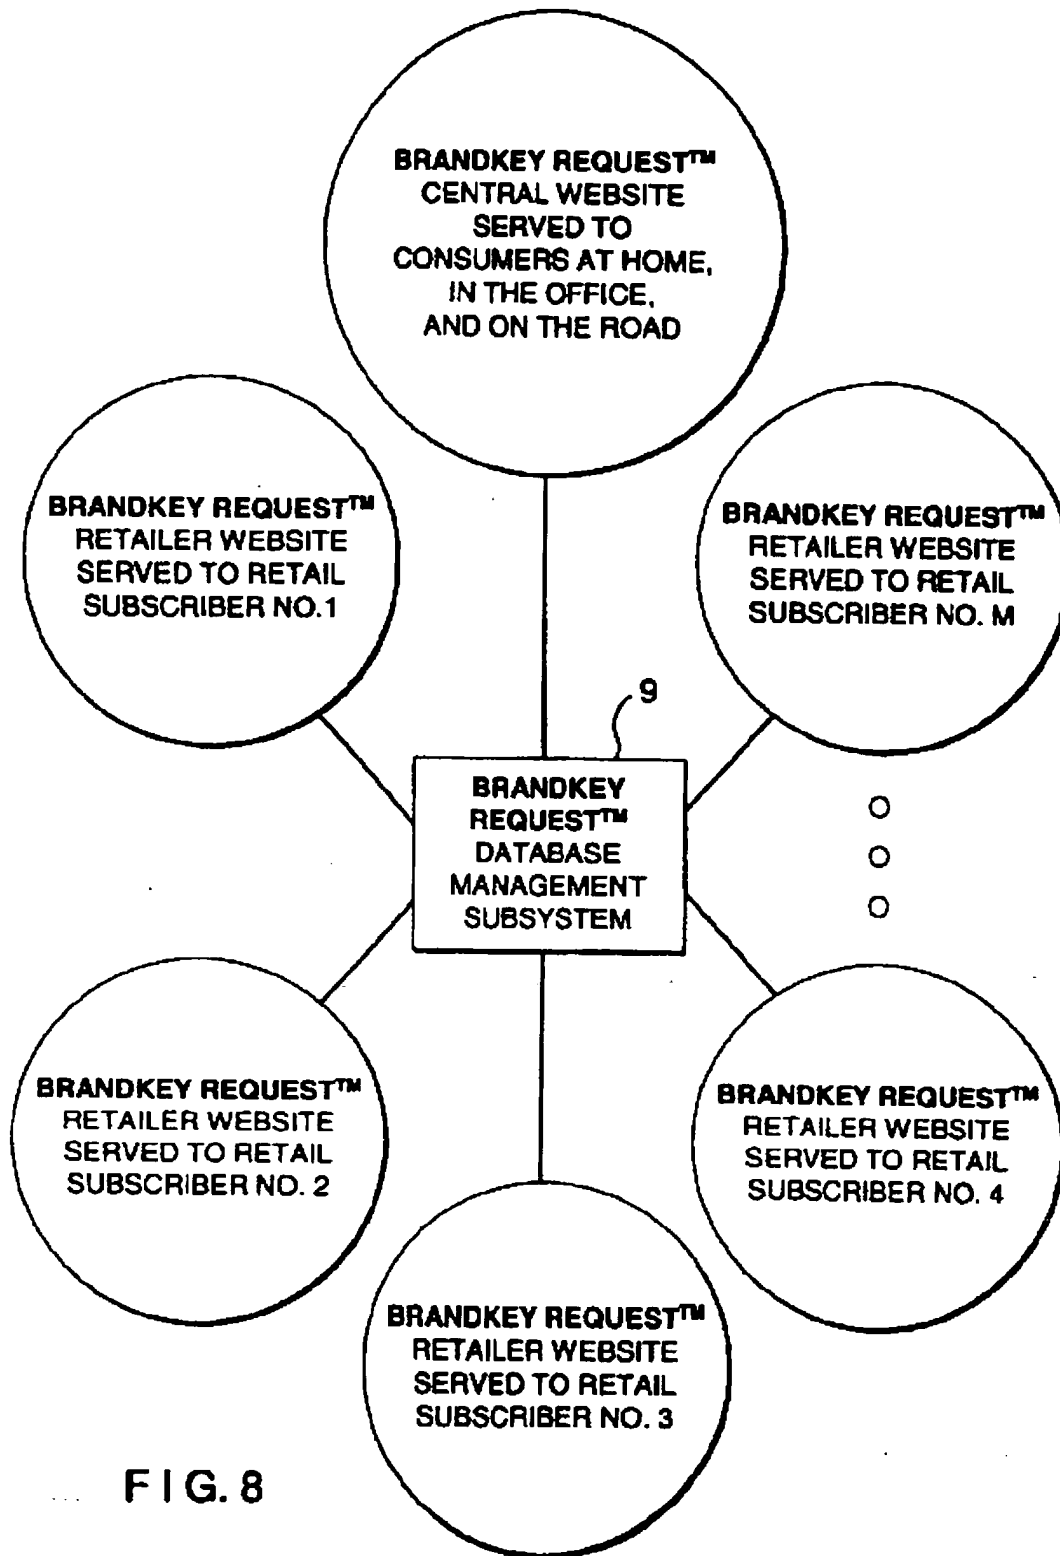 BRANDKEY REQUEST™
CENTRAL WEBSITE
SERVED TO
CONSUMERS AT HOME,
IN THE OFFICE,
AND ON THE ROAD
BRANDKEY REQUEST™
RETAILER WEBSITE
SERVED TO RETAIL
SUBSCRIBER NO.1
BRANDKEY REQUEST™
RETAILER WEBSITE
SERVED TO RETAIL
SUBSCRIBER NO. M
9
BRANDKEY
REQUEST™
DATABASE
MANAGEMENT
SUBSYSTEM
BRANDKEY REQUEST™
RETAILER WEBSITE
SERVED TO RETAIL
SUBSCRIBER NO. 2
BRANDKEY REQUEST™
RETAILER WEBSITE
SERVED TO RETAIL
SUBSCRIBER NO. 4
BRANDKEY REQUEST™
RETAILER WEBSITE
SERVED TO RETAIL
SUBSCRIBER NO. 3
FIG. 8